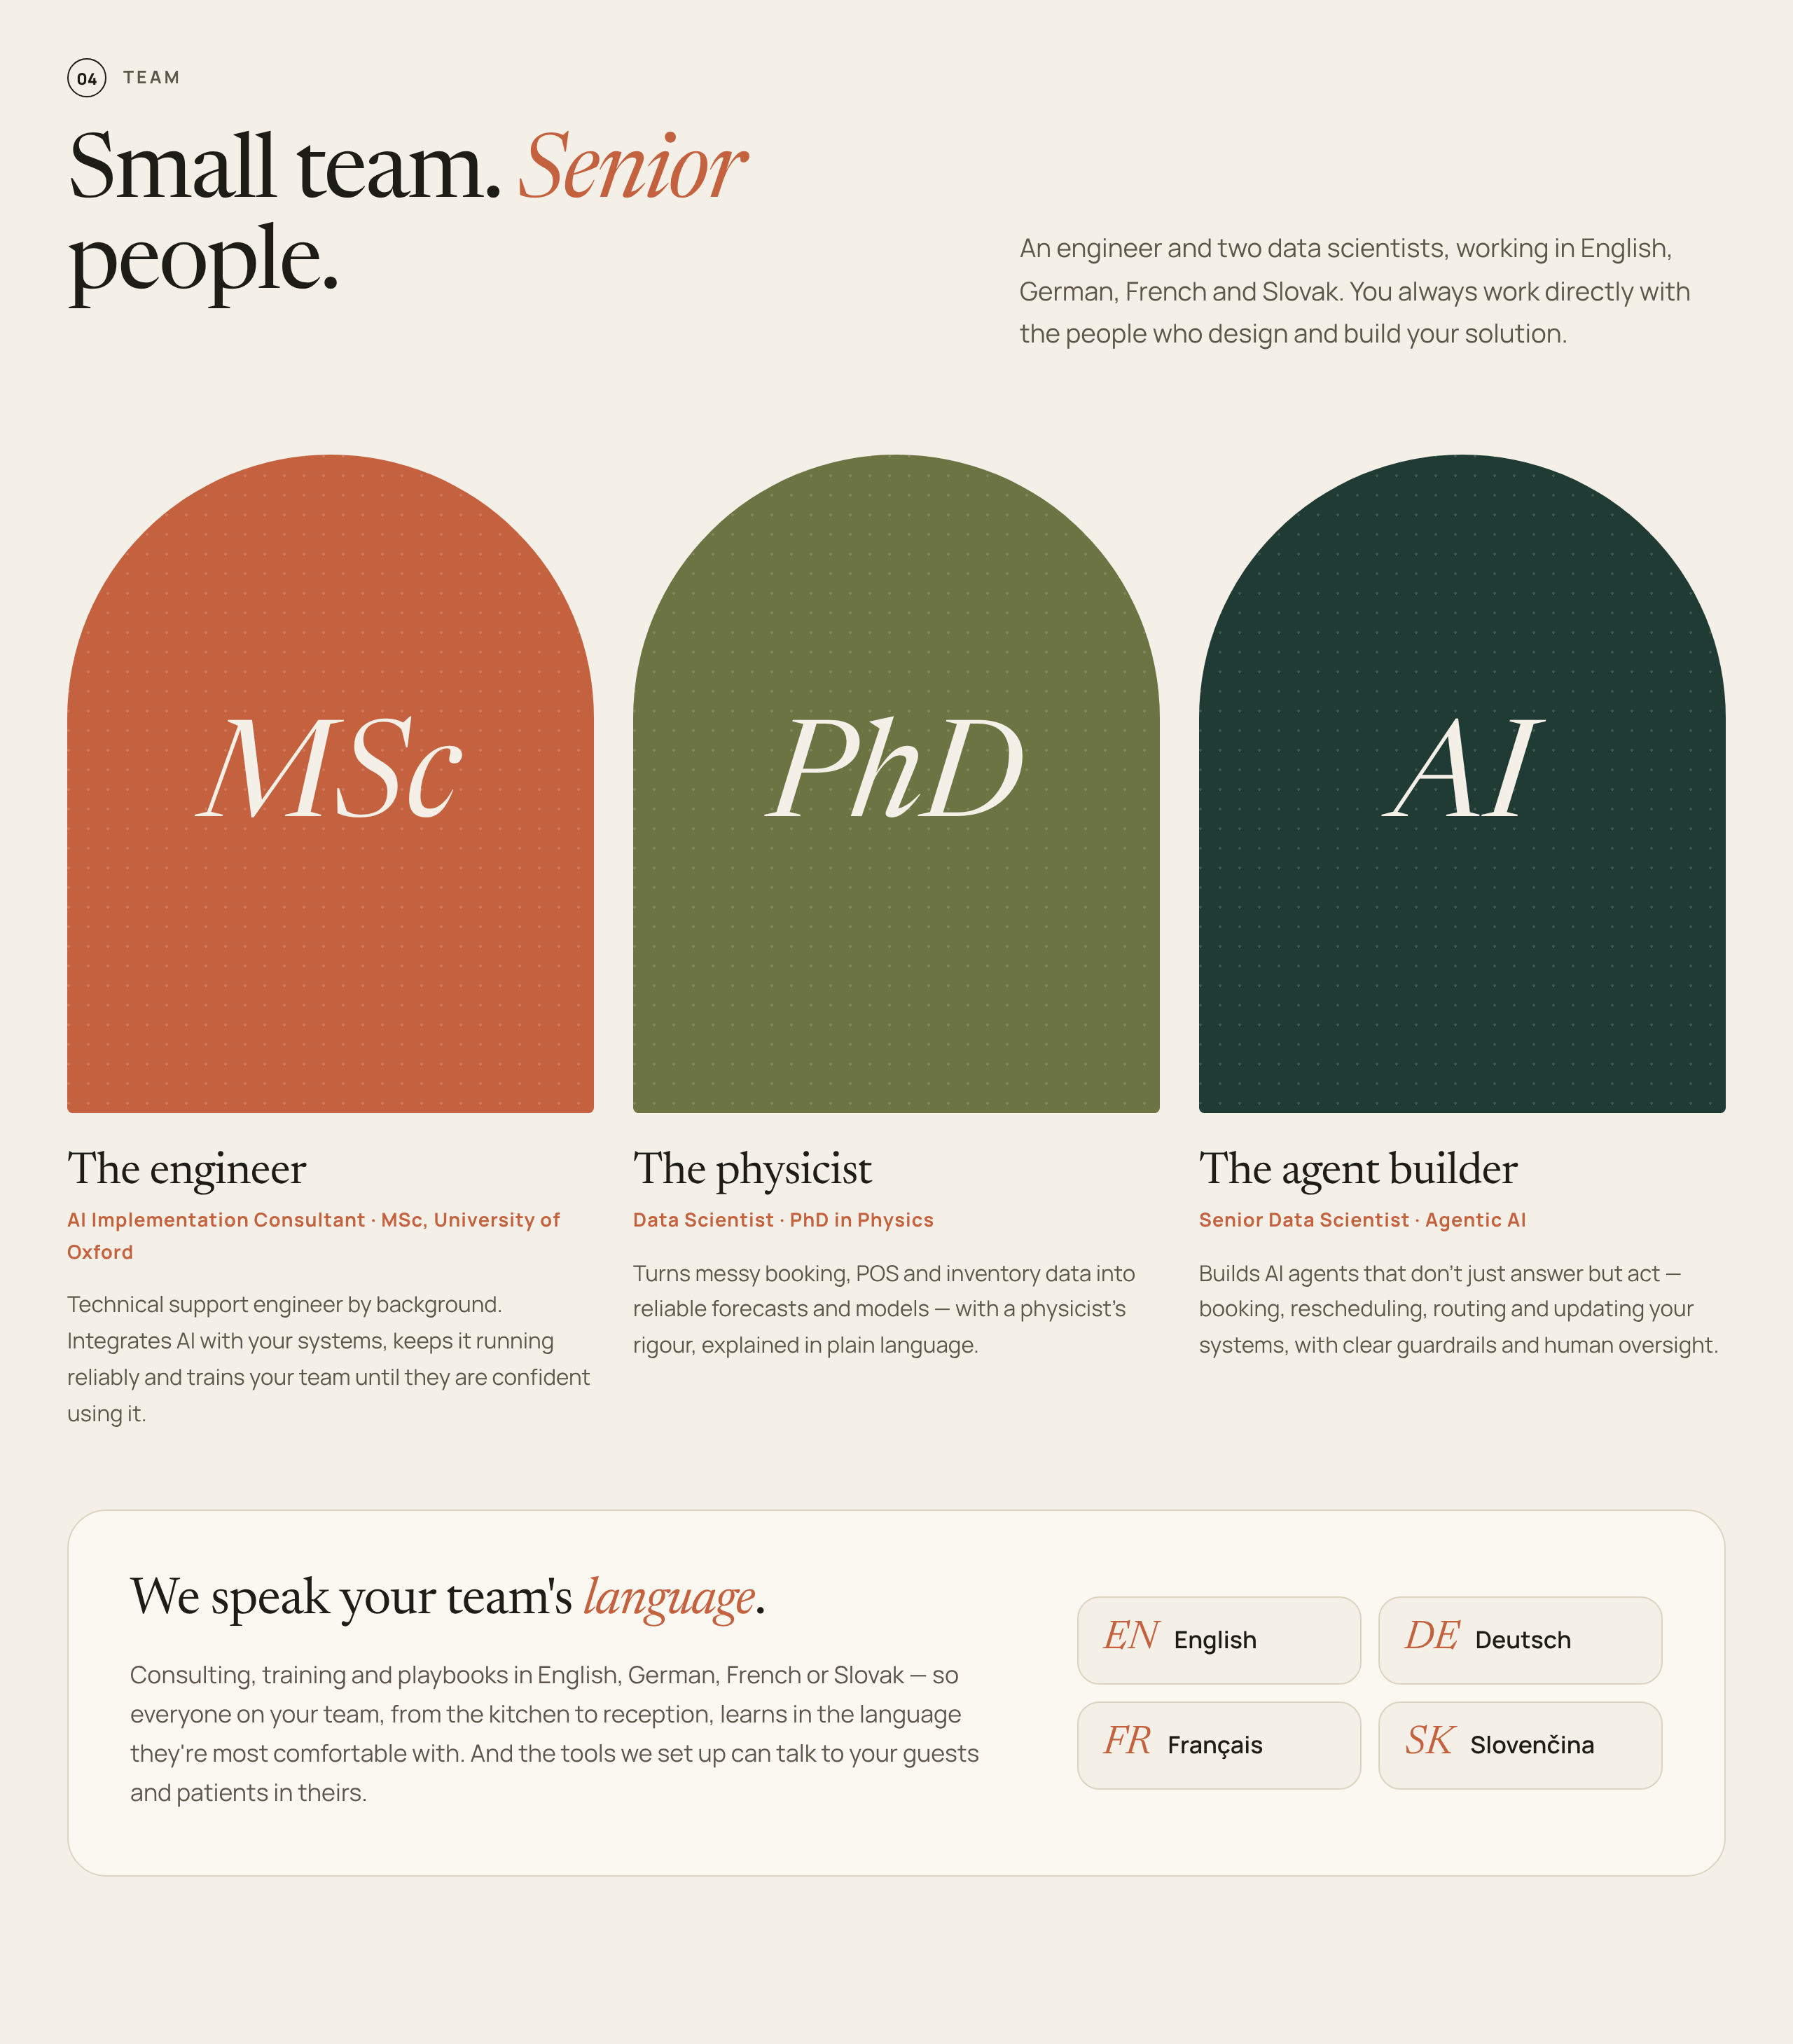 04 TEAM
Small team. Senior
people.
An engineer and two data scientists, working in English,
German, French and Slovak. You always work directly with
the people who design and build your solution.
MSc
PhD
AI
The engineer
AI Implementation Consultant · MSc, University of
Oxford
Technical support engineer by background.
Integrates AI with your systems, keeps it running
reliably and trains your team until they are confident
using it.
The physicist
Data Scientist · PhD in Physics
Turns messy booking, POS and inventory data into
reliable forecasts and models — with a physicist’s
rigour, explained in plain language.
The agent builder
Senior Data Scientist · Agentic AI
Builds AI agents that don’t just answer but act —
booking, rescheduling, routing and updating your
systems, with clear guardrails and human oversight.
We speak your team's language.
Consulting, training and playbooks in English, German, French or Slovak — so
everyone on your team, from the kitchen to reception, learns in the language
they're most comfortable with. And the tools we set up can talk to your guests
and patients in theirs.
EN English
DE Deutsch
FR Français
SK Slovenčina